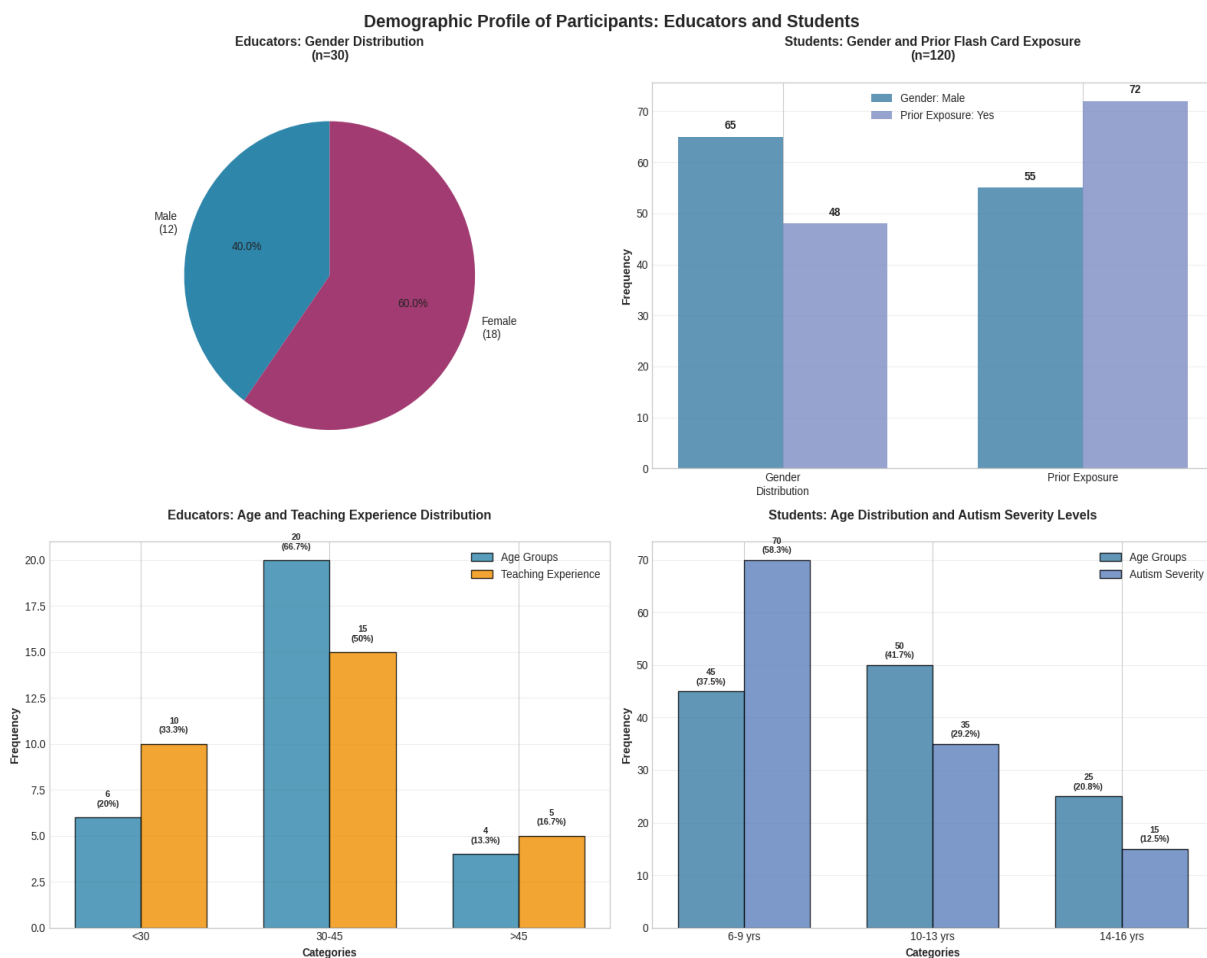 Demographic Profile of Participants: Educators and Students
Educators: Gender Distribution
(n=30)
Male
(12)
40.0%
60.0%
Female
(18)
Students: Gender and Prior Flash Card Exposure
(n=120)
Gender: Male
Prior Exposure: Yes
Frequency
70
60
50
40
30
20
10
0
65
48
55
72
Gender
Distribution
Prior Exposure
Educators: Age and Teaching Experience Distribution
Age Groups
Teaching Experience
Frequency
20.0
17.5
15.0
12.5
10.0
7.5
5.0
2.5
0.0
6
(20%)
10
(33.3%)
20
(66.7%)
15
(50%)
4
(13.3%)
5
(16.7%)
<30
30-45
>45
Categories
Students: Age Distribution and Autism Severity Levels
Age Groups
Autism Severity
Frequency
70
60
50
40
30
20
10
0
45
(37.5%)
70
(58.3%)
50
(41.7%)
35
(29.2%)
25
(20.8%)
15
(12.5%)
6-9 yrs
10-13 yrs
14-16 yrs
Categories